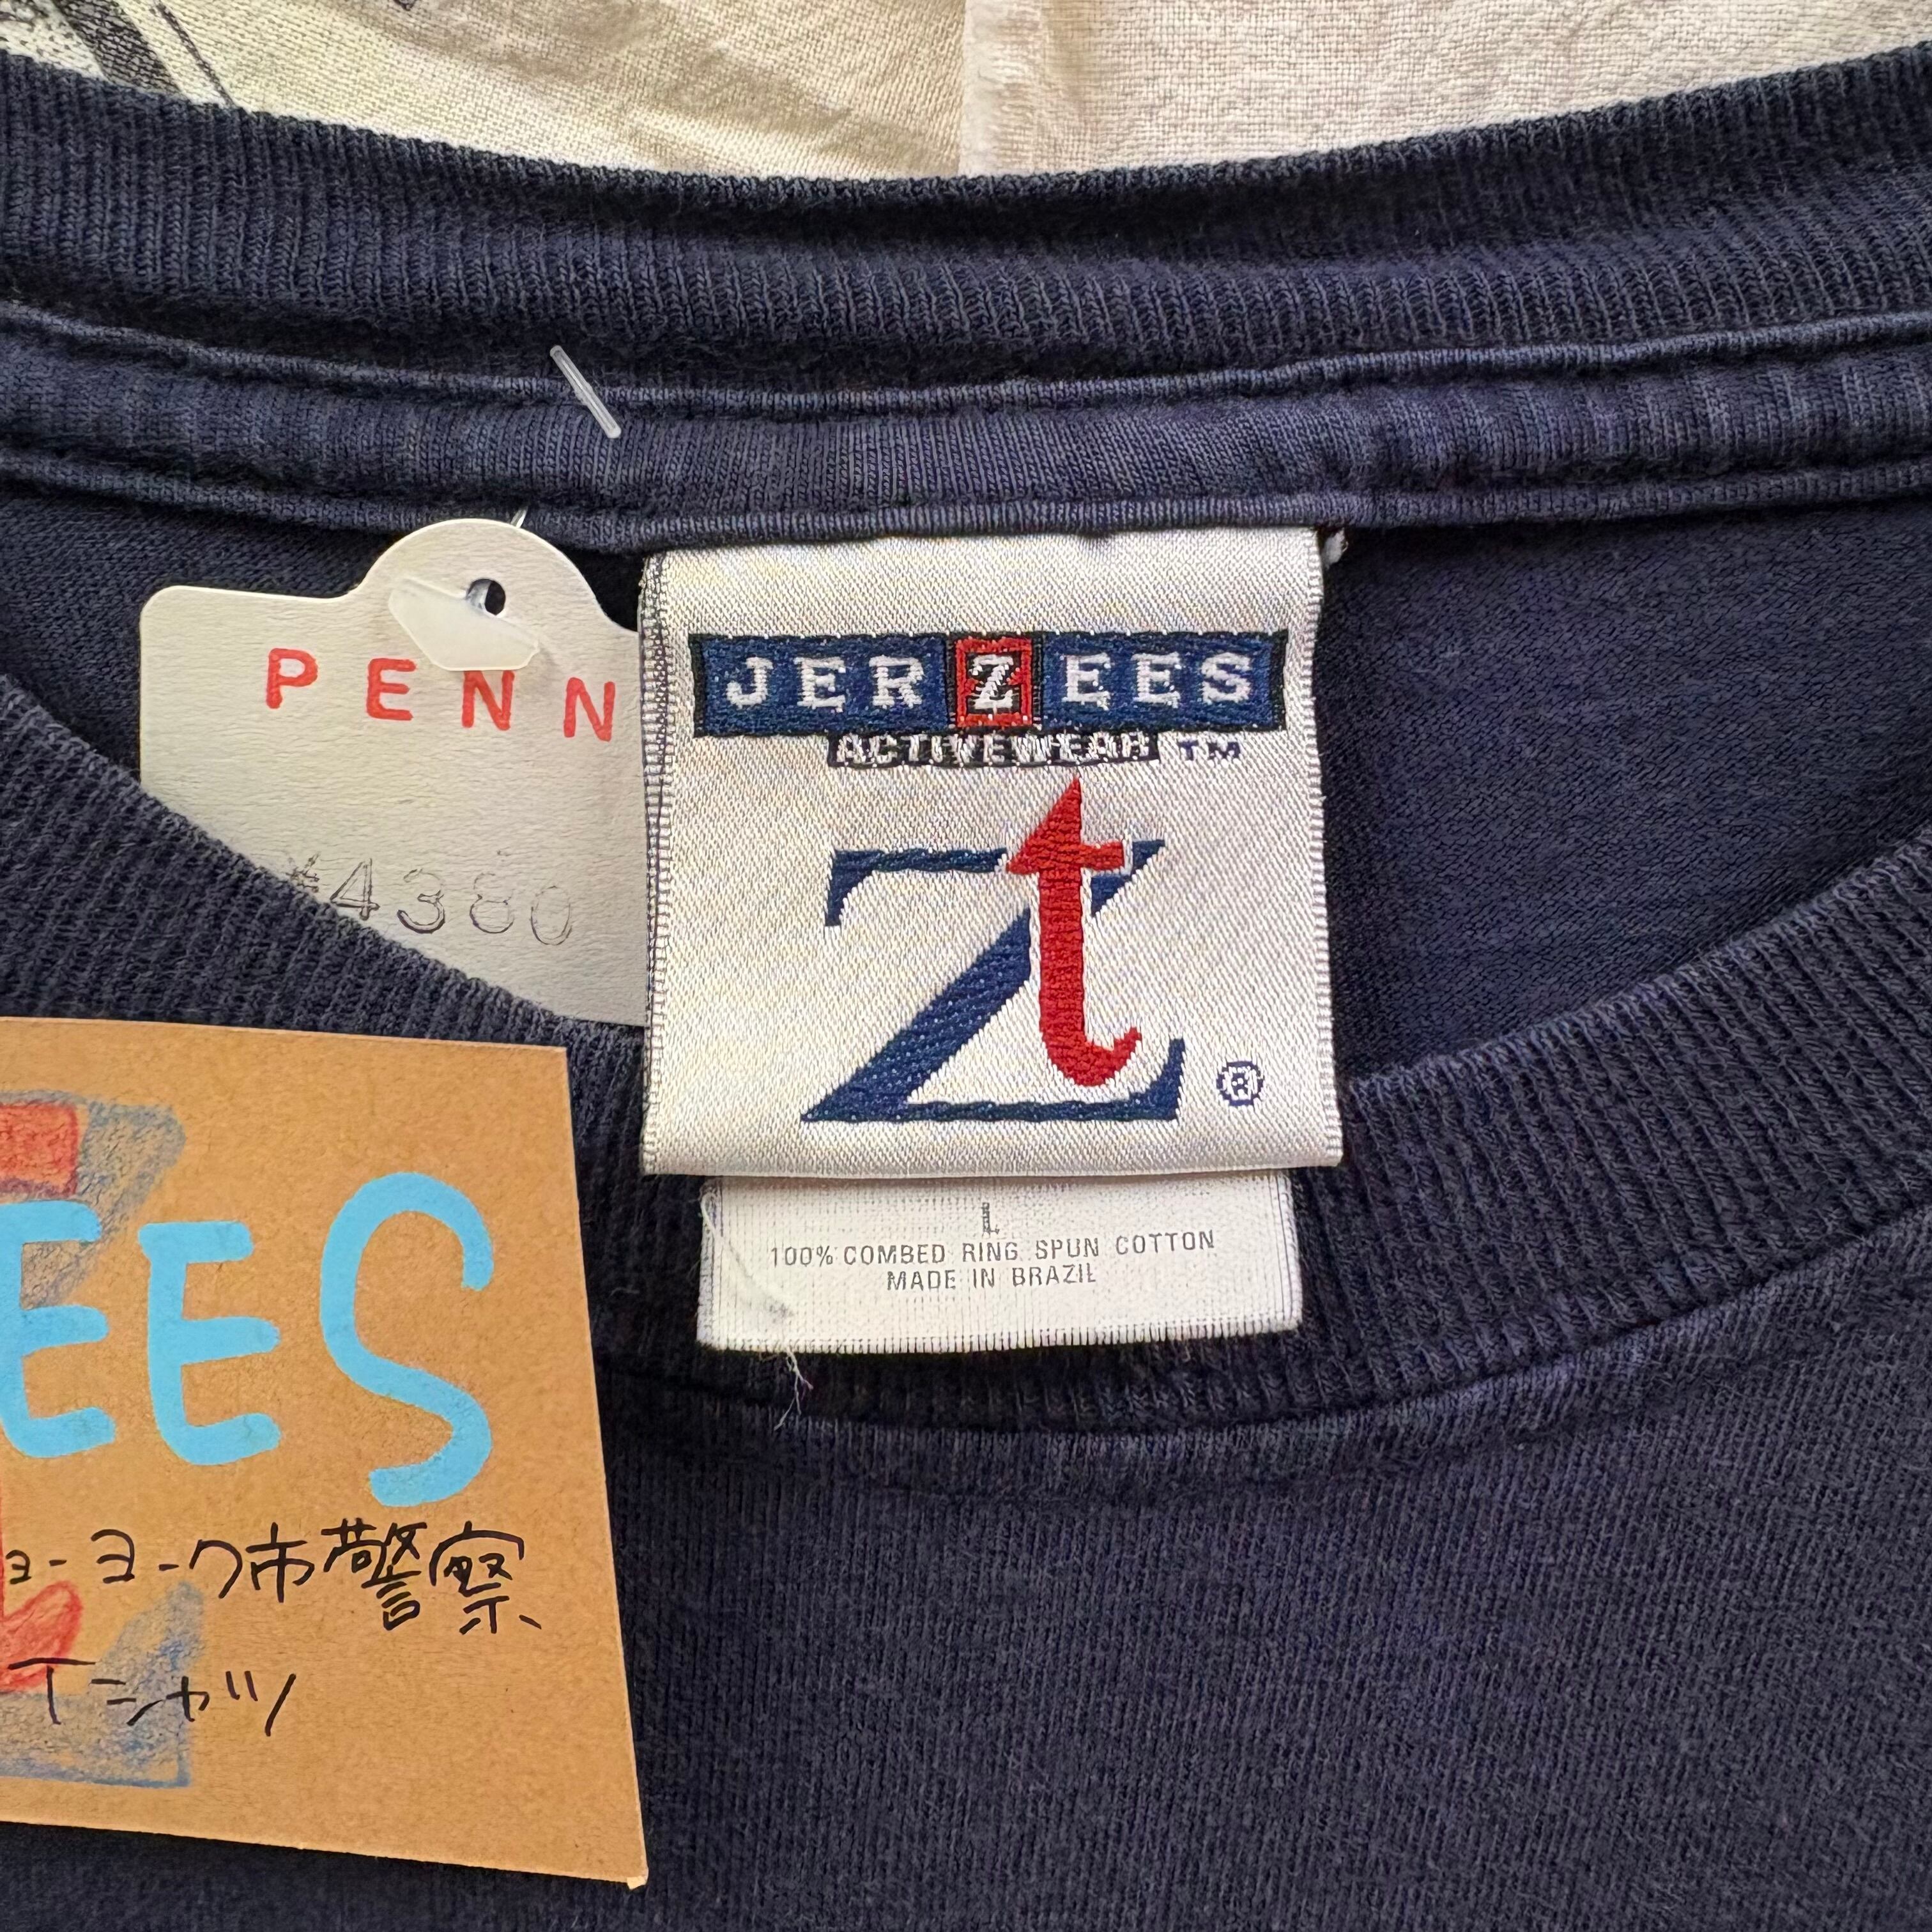 PENN
¥4380
JERZEES
ACTIVEWEAR ™
Zt ®
L
100% COMBED RING SPUN COTTON
MADE IN BRAZIL
EES
ョーヨーク市警察
Tシャツ